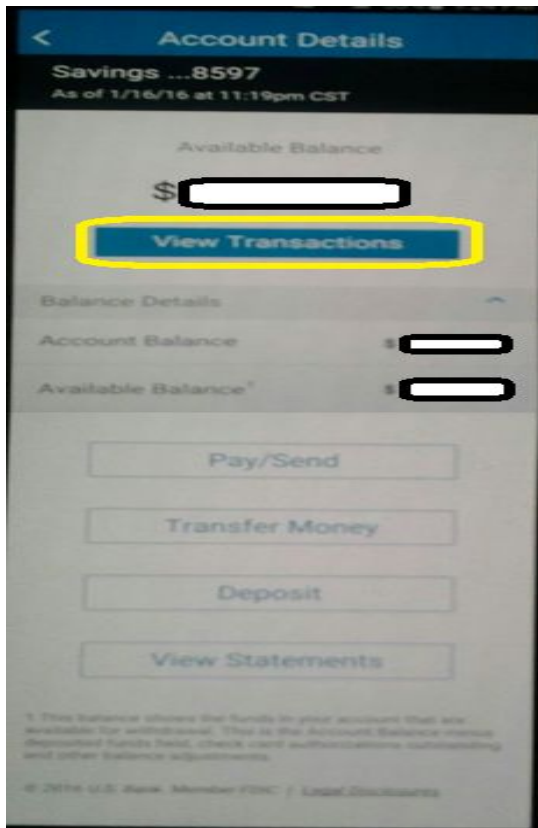 Account Details
Savings ...8597
As of 1/16/16 at 11:19pm CST
Available Balance
$
View Transactions
Balance Details
Account Balance $
Available Balance¹ $
Pay/Send
Transfer Money
Deposit
View Statements
1 This balance shows the funds in your account that are
available for withdrawal. This is the Account Balance minus
deposited funds held, check card authorizations outstanding
and other balance adjustments.
© 2016 U.S. Bank. Member FDIC | Legal Disclosures